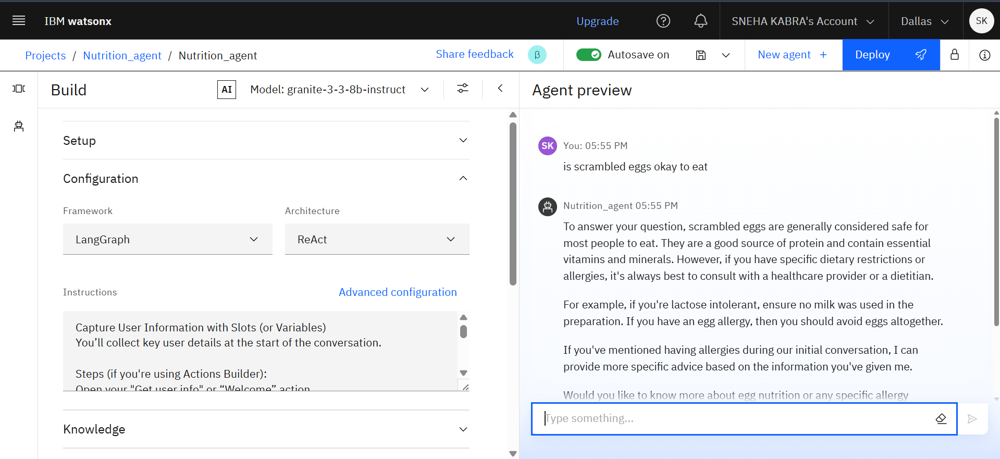 IBM watsonx
Upgrade
SNEHA KABRA's Account
Dallas
SK
Projects / Nutrition_agent / Nutrition_agent
Share feedback
β
Autosave on
New agent +
Deploy
Build
AI
Model: granite-3-3-8b-instruct
Setup
Configuration
Framework
Architecture
LangGraph
ReAct
Instructions
Advanced configuration
Capture User Information with Slots (or Variables)
You’ll collect key user details at the start of the conversation.
Steps (if you're using Actions Builder):
Open your "Get user info" or “Welcome” action
Knowledge
Agent preview
SK
You: 05:55 PM
is scrambled eggs okay to eat
Nutrition_agent 05:55 PM
To answer your question, scrambled eggs are generally considered safe for
most people to eat. They are a good source of protein and contain essential
vitamins and minerals. However, if you have specific dietary restrictions or
allergies, it's always best to consult with a healthcare provider or a dietitian.
For example, if you're lactose intolerant, ensure no milk was used in the
preparation. If you have an egg allergy, then you should avoid eggs altogether.
If you've mentioned having allergies during our initial conversation, I can
provide more specific advice based on the information you've given me.
Would you like to know more about egg nutrition or any specific allergy
Type something...